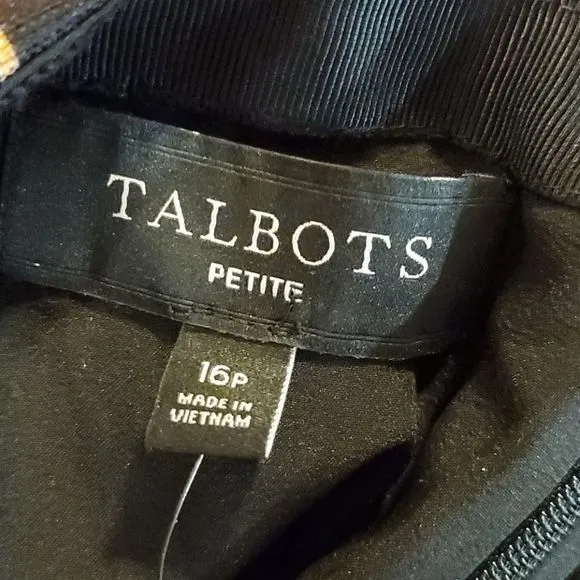 TALBOTS
PETITE
16P
MADE IN
VIETNAM